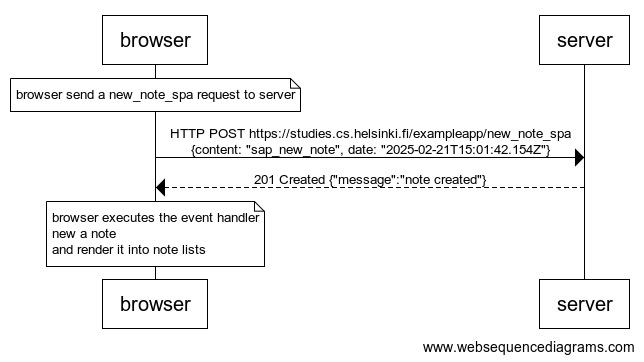 browser
server
browser send a new_note_spa request to server
HTTP POST https://studies.cs.helsinki.fi/exampleapp/new_note_spa
{content: "sap_new_note", date: "2025-02-21T15:01:42.154Z"}
201 Created {"message":"note created"}
browser executes the event handler
new a note
and render it into note lists
browser
server
www.websequencediagrams.com